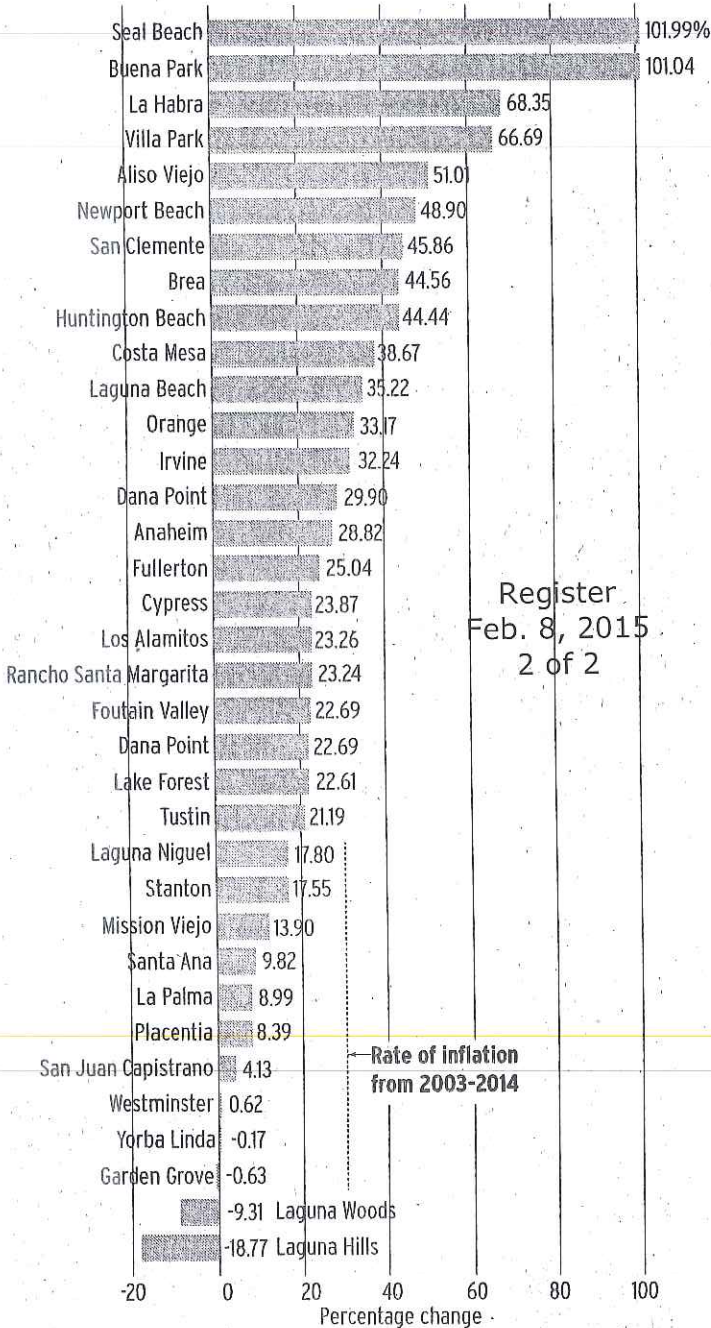 Seal Beach 101.99%
Buena Park 101.04
La Habra 68.35
Villa Park 66.69
Aliso Viejo 51.01
Newport Beach 48.90
San Clemente 45.86
Brea 44.56
Huntington Beach 44.44
Costa Mesa 38.67
Laguna Beach 35.22
Orange 33.17
Irvine 32.24
Dana Point 29.90
Anaheim 28.82
Fullerton 25.04
Cypress 23.87
Los Alamitos 23.26
Rancho Santa Margarita 23.24
Foutain Valley 22.69
Dana Point 22.69
Lake Forest 22.61
Tustin 21.19
Laguna Niguel 17.80
Stanton 17.55
Mission Viejo 13.90
Santa Ana 9.82
La Palma 8.99
Placentia 8.39
San Juan Capistrano 4.13
Westminster 0.62
Yorba Linda -0.17
Garden Grove -0.63
-9.31 Laguna Woods
-18.77 Laguna Hills
Register
Feb. 8, 2015
2 of 2
Rate of inflation
from 2003-2014
-20 0 20 40 60 80 100
Percentage change